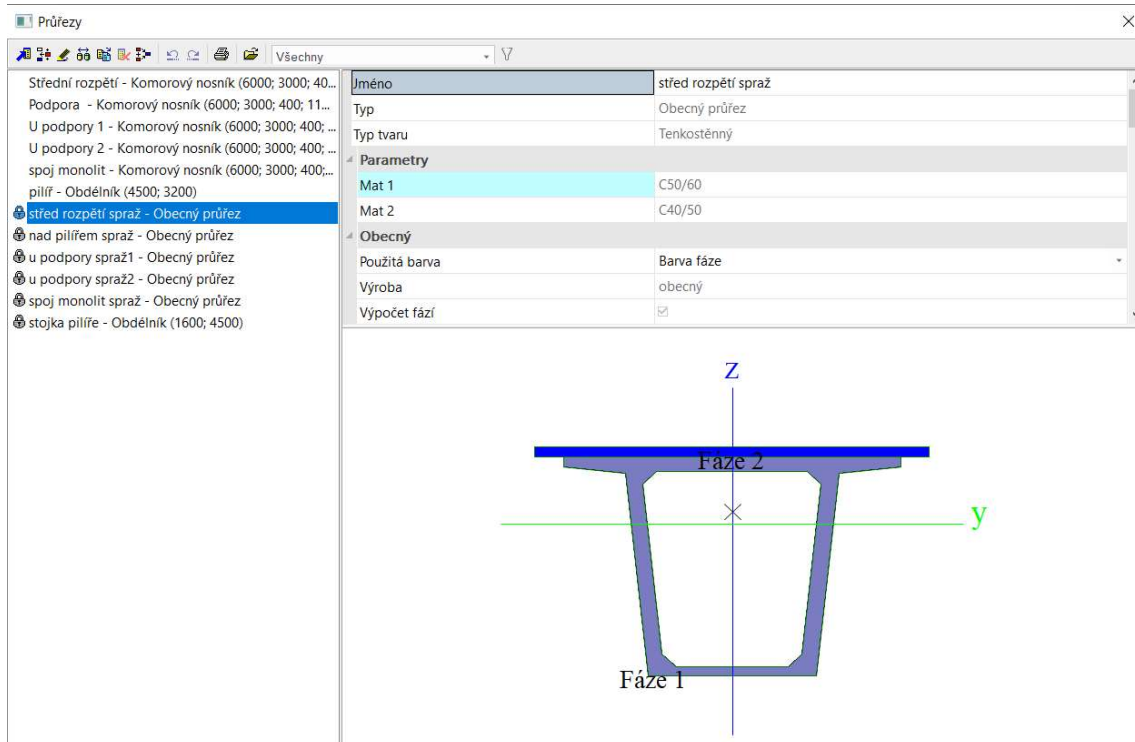 Průřezy
Všechny
Střední rozpětí - Komorový nosník (6000; 3000; 40...
Podpora - Komorový nosník (6000; 3000; 400; 11...
U podpory 1 - Komorový nosník (6000; 3000; 400; ...
U podpory 2 - Komorový nosník (6000; 3000; 400; ...
spoj monolit - Komorový nosník (6000; 3000; 400;...
pilíř - Obdélník (4500; 3200)
střed rozpětí spraž - Obecný průřez
nad pilířem spraž - Obecný průřez
u podpory spraž1 - Obecný průřez
u podpory spraž2 - Obecný průřez
spoj monolit spraž - Obecný průřez
stojka pilíře - Obdélník (1600; 4500)
Jméno střed rozpětí spraž
Typ Obecný průřez
Typ tvaru Tenkostěnný
Parametry
Mat 1 C50/60
Mat 2 C40/50
Obecný
Použitá barva Barva fáze
Výroba obecný
Výpočet fází
z
Fáze 2
y
Fáze 1